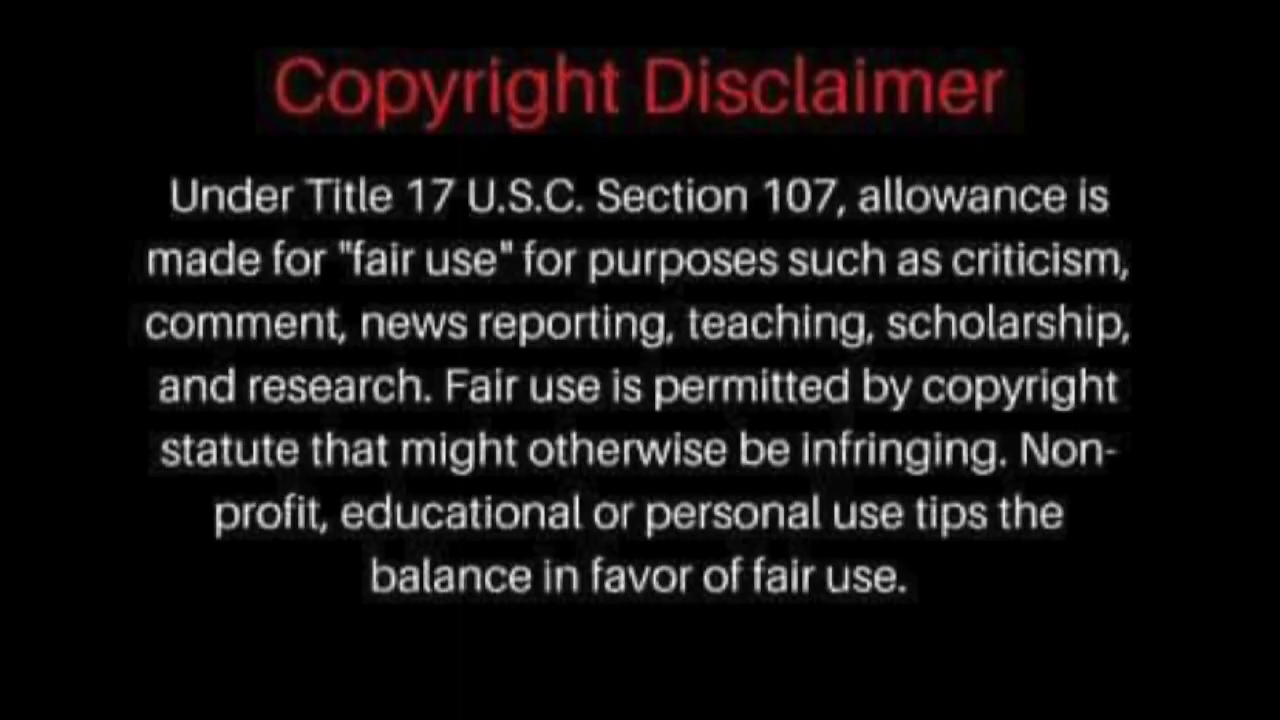 Copyright Disclaimer
Under Title 17 U.S.C. Section 107, allowance is
made for "fair use" for purposes such as criticism,
comment, news reporting, teaching, scholarship,
and research. Fair use is permitted by copyright
statute that might otherwise be infringing. Non-
profit, educational or personal use tips the
balance in favor of fair use.